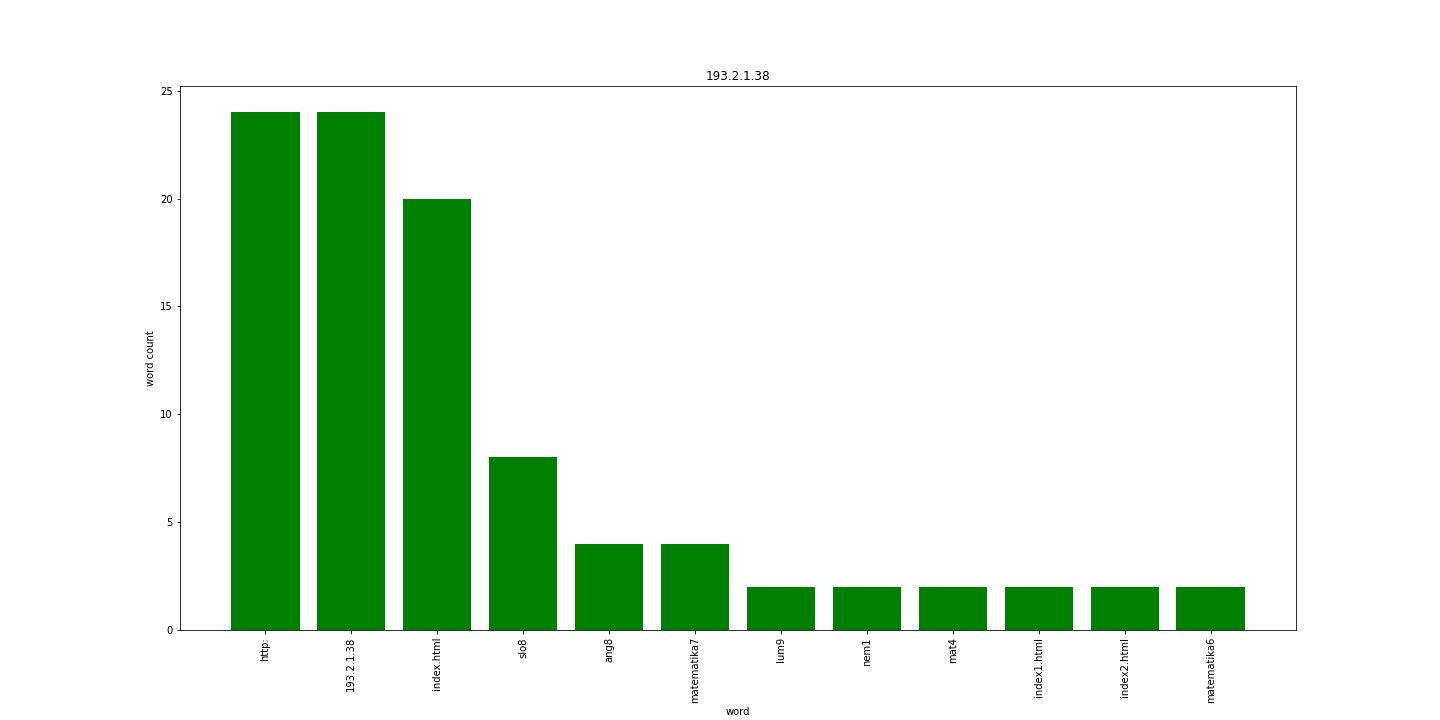 193.2.1.38
25
20
15
10
5
0
word count
http:
193.2.1.38
index.html
slo8
ang8
matematika7
lum9
nem1
mat4
index1.html
index2.html
matematika6
word